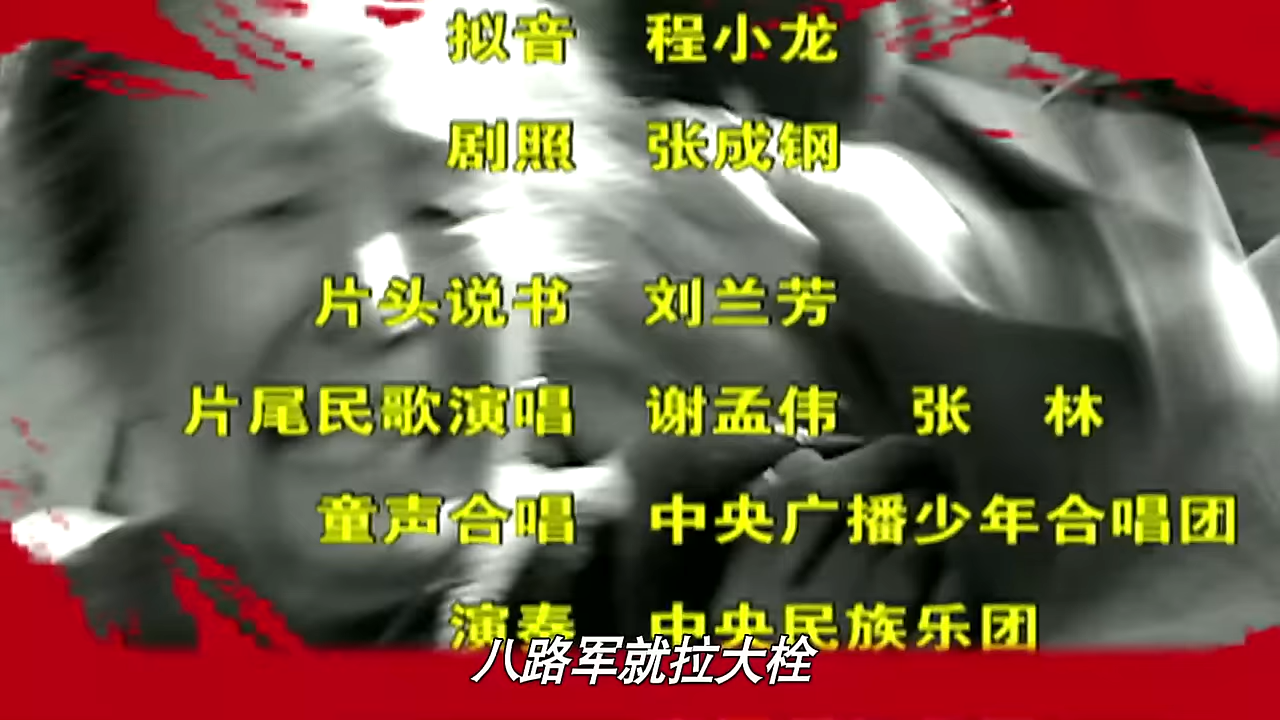 拟音 程小龙
剧照 张成钢
片头说书 刘兰芳
片尾民歌演唱 谢孟伟 张 林
童声合唱 中央广播少年合唱团
演奏 中央民族乐团
八路军就拉大栓